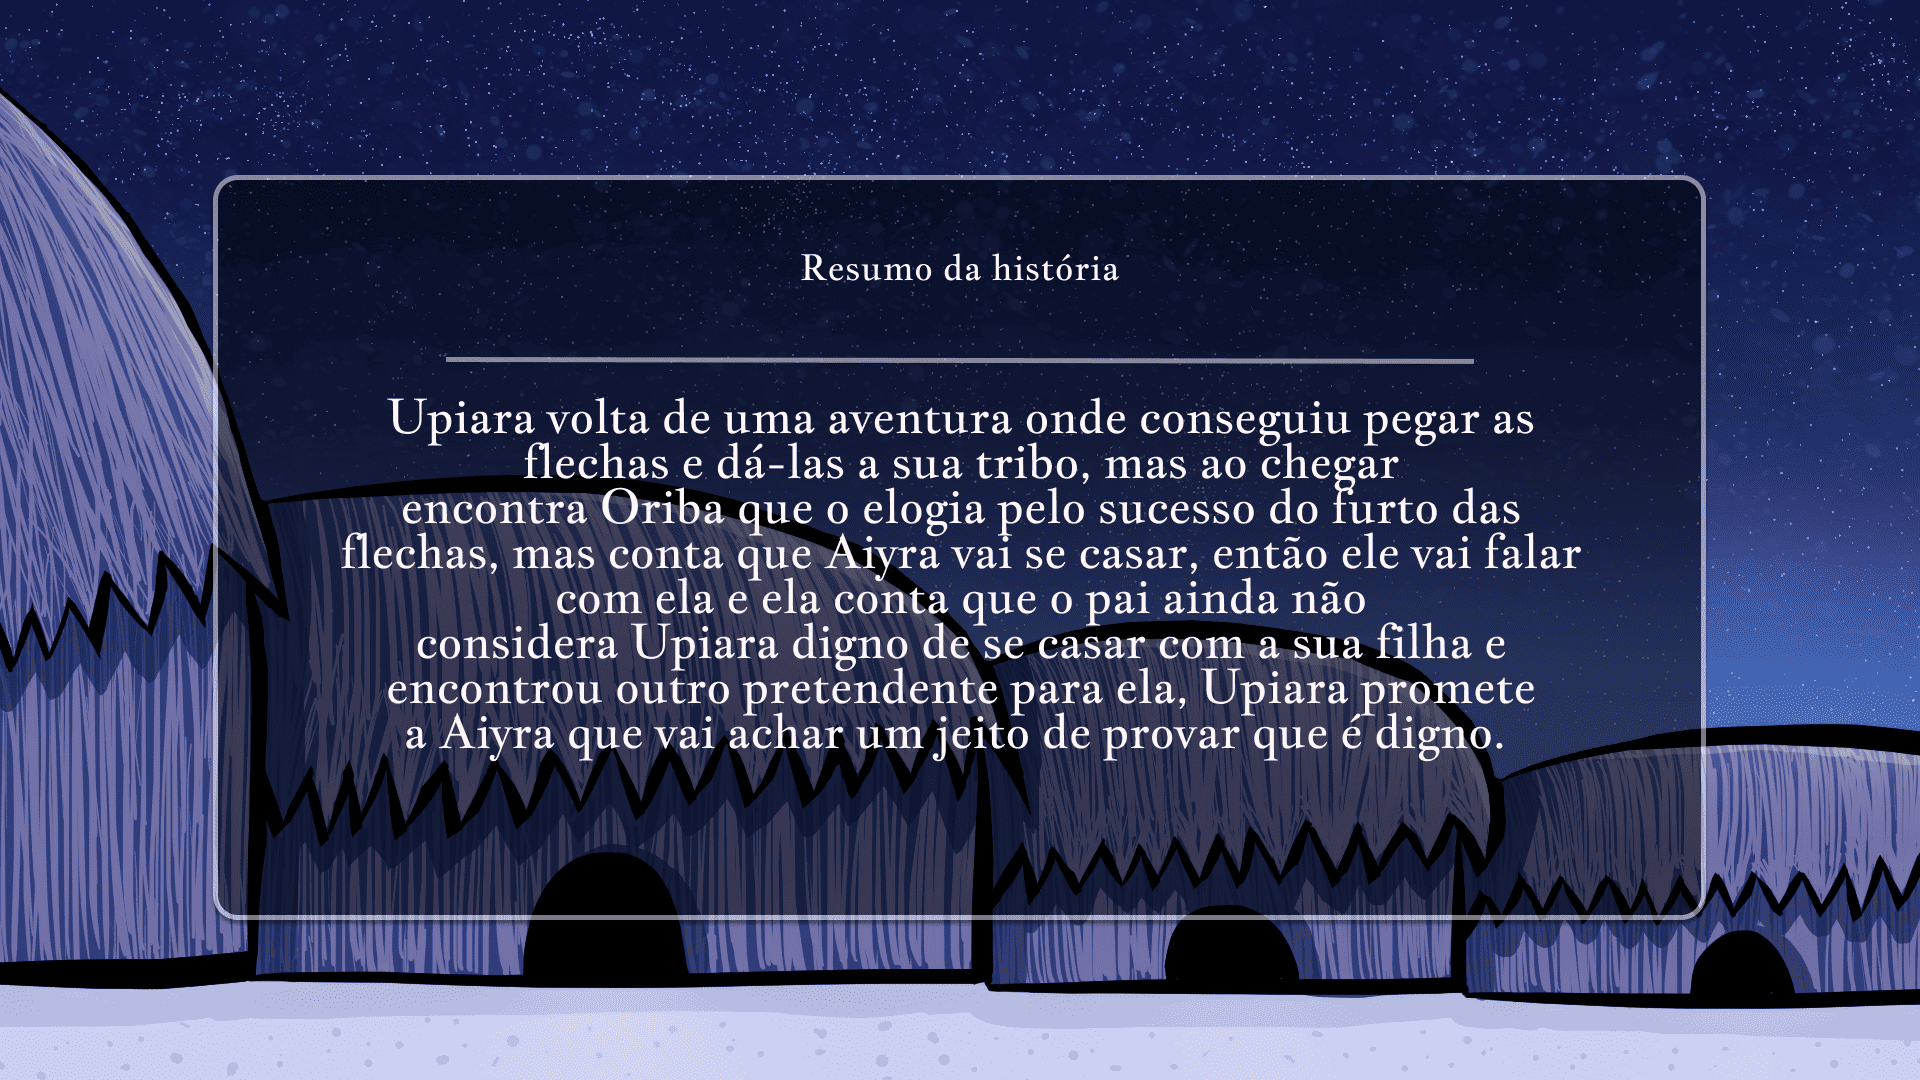 Resumo da história
Upiara volta de uma aventura onde conseguiu pegar as
flechas e dá-las a sua tribo, mas ao chegar
encontra Oriba que o elogia pelo sucesso do furto das
flechas, mas conta que Aiyra vai se casar, então ele vai falar
com ela e ela conta que o pai ainda não
considera Upiara digno de se casar com a sua filha e
encontrou outro pretendente para ela, Upiara promete
a Aiyra que vai achar um jeito de provar que é digno.